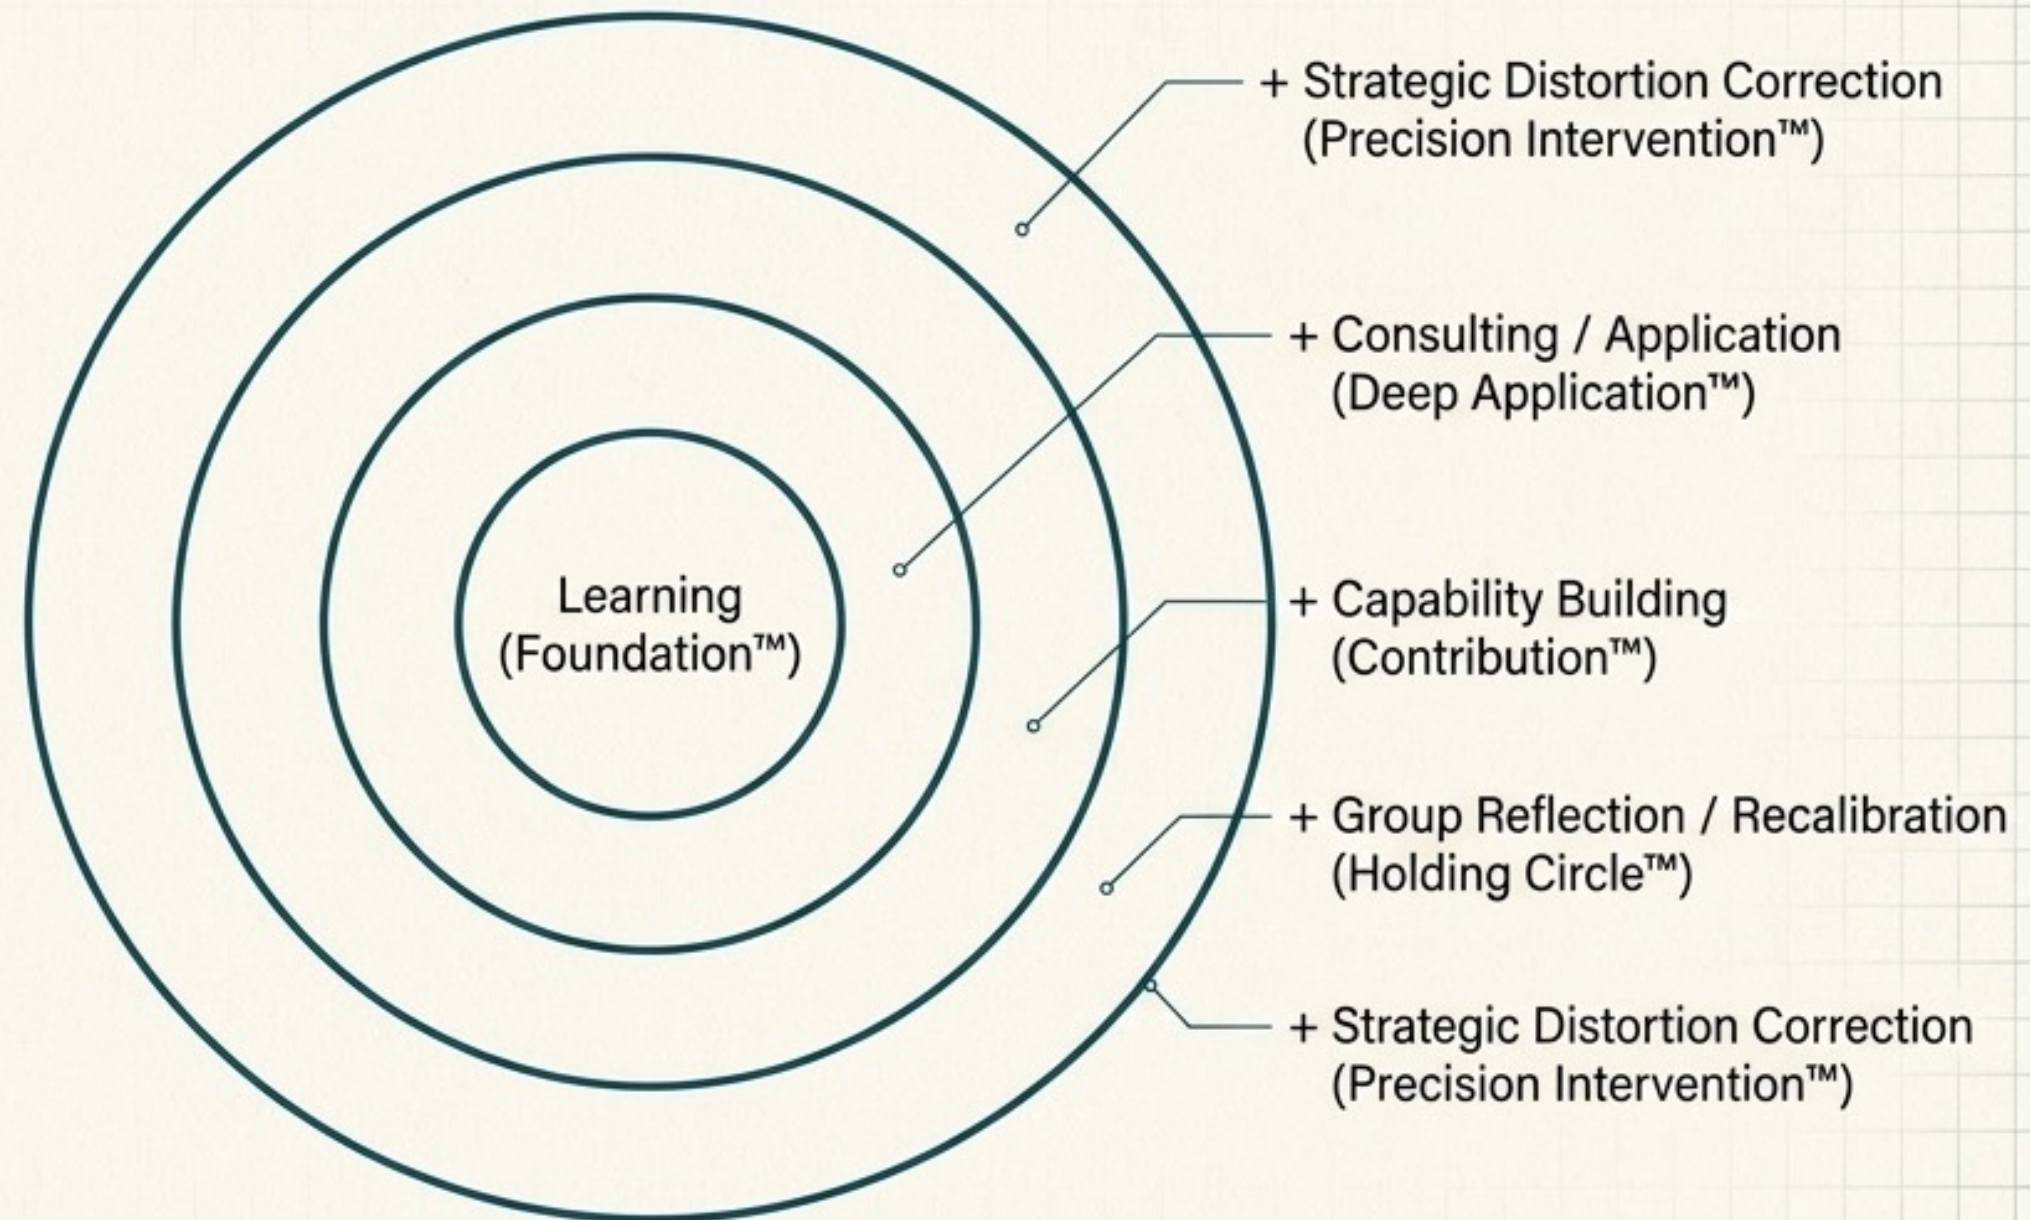 + Strategic Distortion Correction
(Precision Intervention™)
+ Consulting / Application
(Deep Application™)
Learning
(Foundation™)
+ Capability Building
(Contribution™)
+ Group Reflection / Recalibration
(Holding Circle™)
+ Strategic Distortion Correction
(Precision Intervention™)